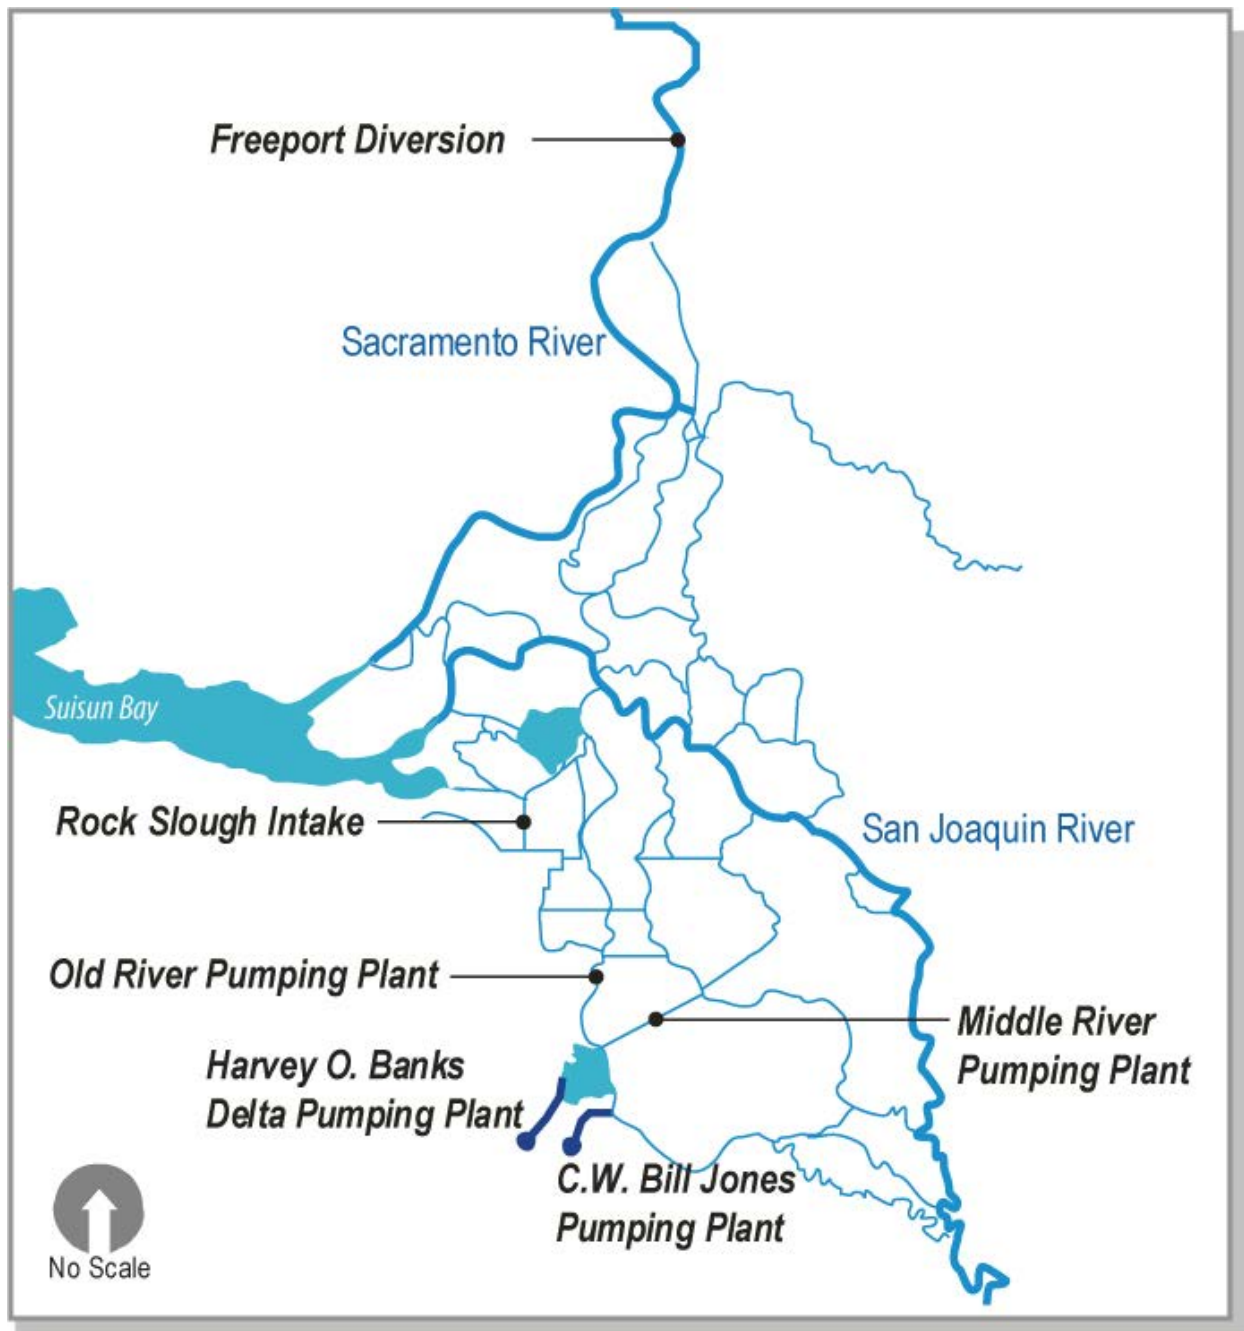 Freeport Diversion
Sacramento River
Suisun Bay
Rock Slough Intake
San Joaquin River
Old River Pumping Plant
Middle River
Pumping Plant
Harvey O. Banks
Delta Pumping Plant
C.W. Bill Jones
Pumping Plant
No Scale